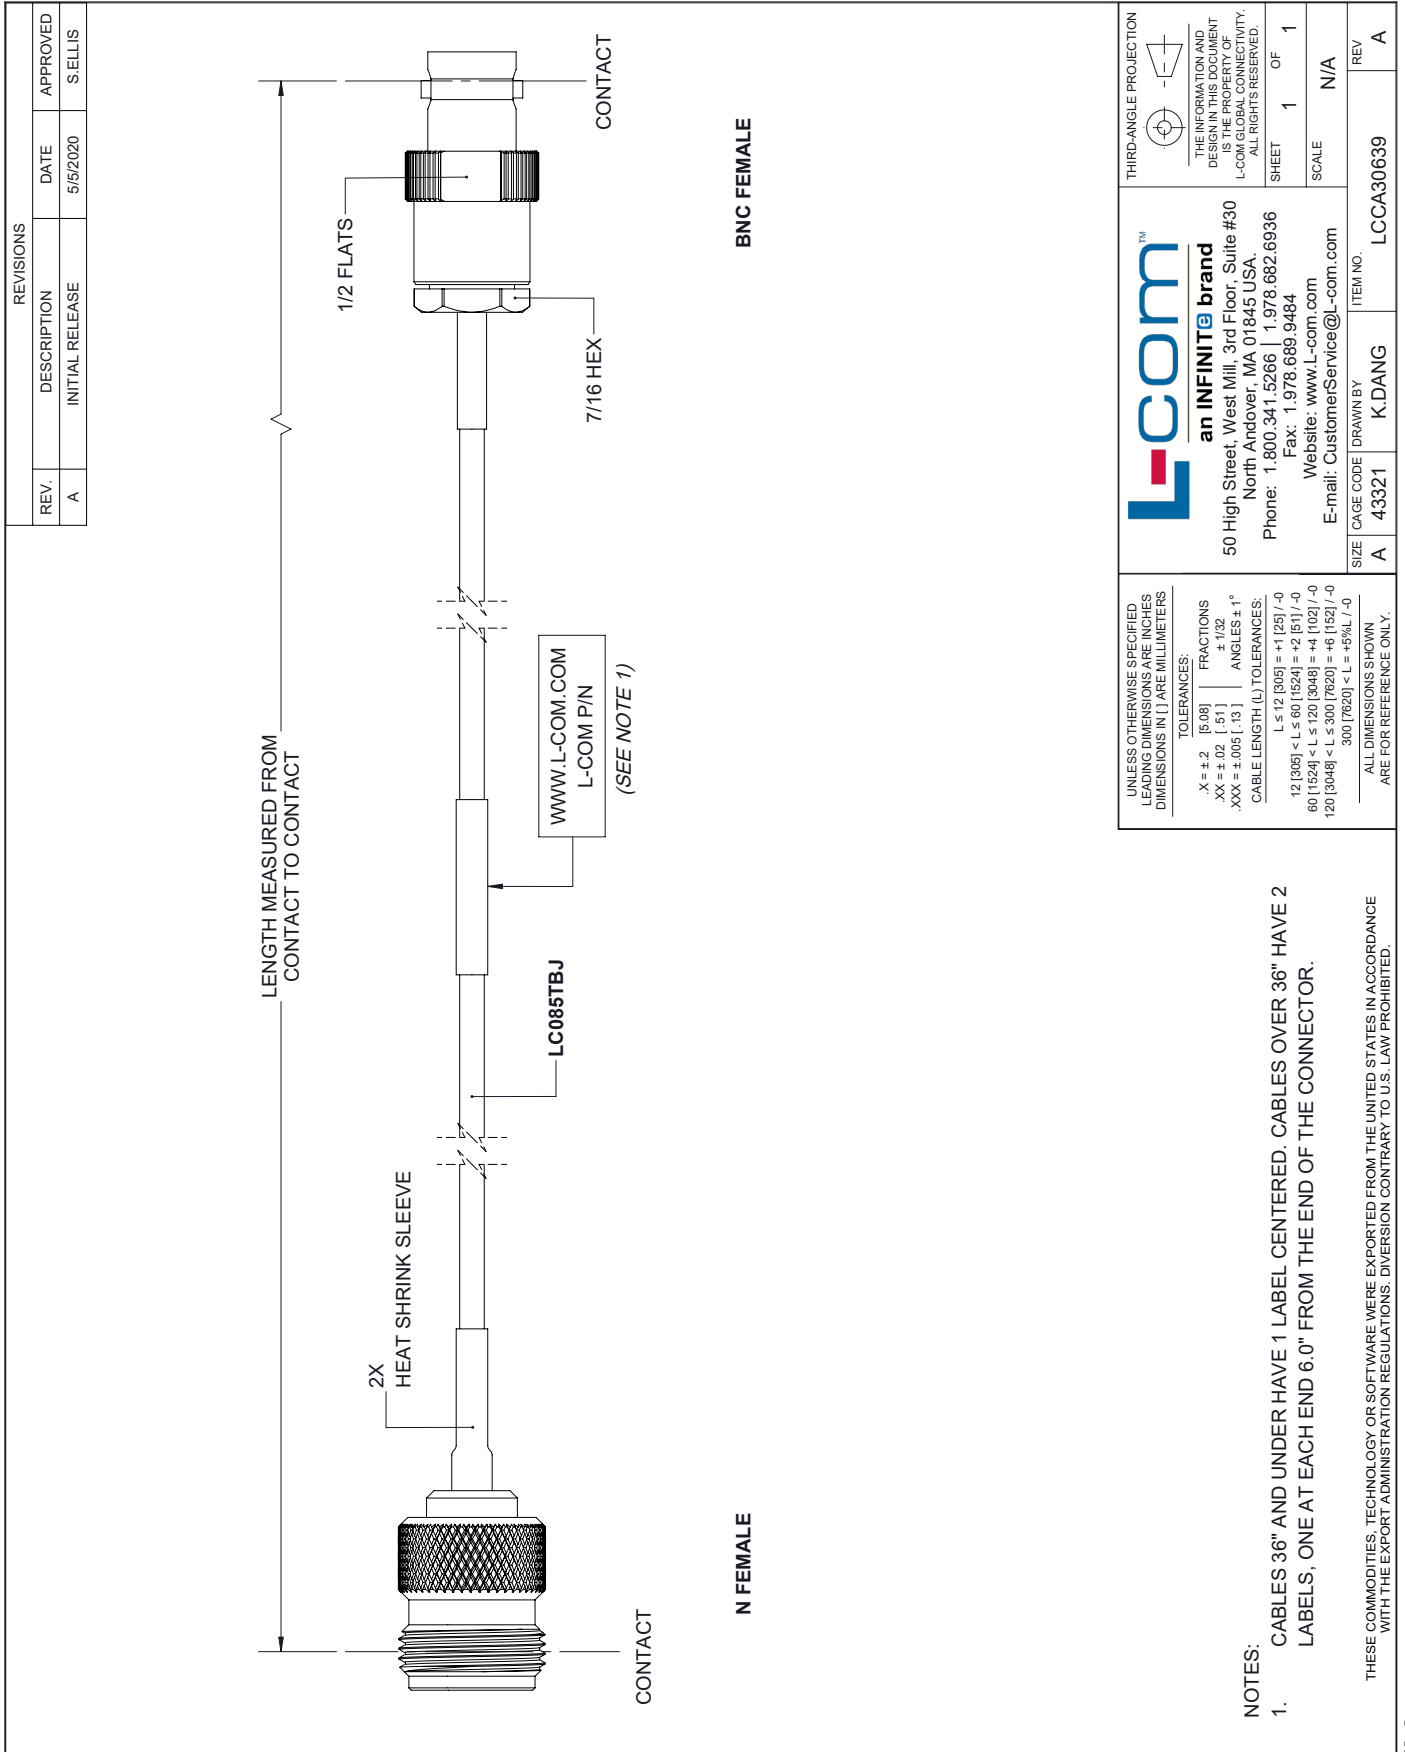 REVISIONS
REV.
DESCRIPTION
DATE
APPROVED
A
INITIAL RELEASE
5/5/2020
S.ELLIS
LENGTH MEASURED FROM
CONTACT TO CONTACT
1/2 FLATS
2X
HEAT SHRINK SLEEVE
LC085TBJ
WWW.L-COM.COM
L-COM P/N
(SEE NOTE 1)
7/16 HEX
CONTACT
CONTACT
N FEMALE
BNC FEMALE
NOTES:
1. CABLES 36" AND UNDER HAVE 1 LABEL CENTERED. CABLES OVER 36" HAVE 2
LABELS, ONE AT EACH END 6.0" FROM THE END OF THE CONNECTOR.
THESE COMMODITIES, TECHNOLOGY OR SOFTWARE WERE EXPORTED FROM THE UNITED STATES IN ACCORDANCE
WITH THE EXPORT ADMINISTRATION REGULATIONS. DIVERSION CONTRARY TO U.S. LAW PROHIBITED.
UNLESS OTHERWISE SPECIFIED
LEADING DIMENSIONS ARE INCHES
DIMENSIONS IN [ ] ARE MILLIMETERS
TOLERANCES:
.X = ±.2 [5.08] FRACTIONS
.XX = ±.02 [.51] ± 1/32
.XXX = ±.005 [.13] ANGLES ± 1°
CABLE LENGTH (L) TOLERANCES:
L ≤ 12 [305] = +1 [25] / -0
12 [305] < L ≤ 60 [1524] = +2 [51] / -0
60 [1524] < L ≤ 120 [3048] = +4 [102] / -0
120 [3048] < L ≤ 300 [7620] = +6 [152] / -0
300 [7620] < L = +5%L / -0
ALL DIMENSIONS SHOWN
ARE FOR REFERENCE ONLY.
L-com™
an INFINITe brand
50 High Street, West Mill, 3rd Floor, Suite #30
North Andover, MA 01845 USA.
Phone: 1.800.341.5266 | 1.978.682.6936
Fax: 1.978.689.9484
Website: www.L-com.com
E-mail: CustomerService@L-com.com
THIRD-ANGLE PROJECTION
THE INFORMATION AND
DESIGN IN THIS DOCUMENT
IS THE PROPERTY OF
L-COM GLOBAL CONNECTIVITY.
ALL RIGHTS RESERVED.
SHEET 1 OF 1
SCALE N/A
SIZE
A
CAGE CODE
43321
DRAWN BY
K.DANG
ITEM NO.
LCCA30639
REV
A